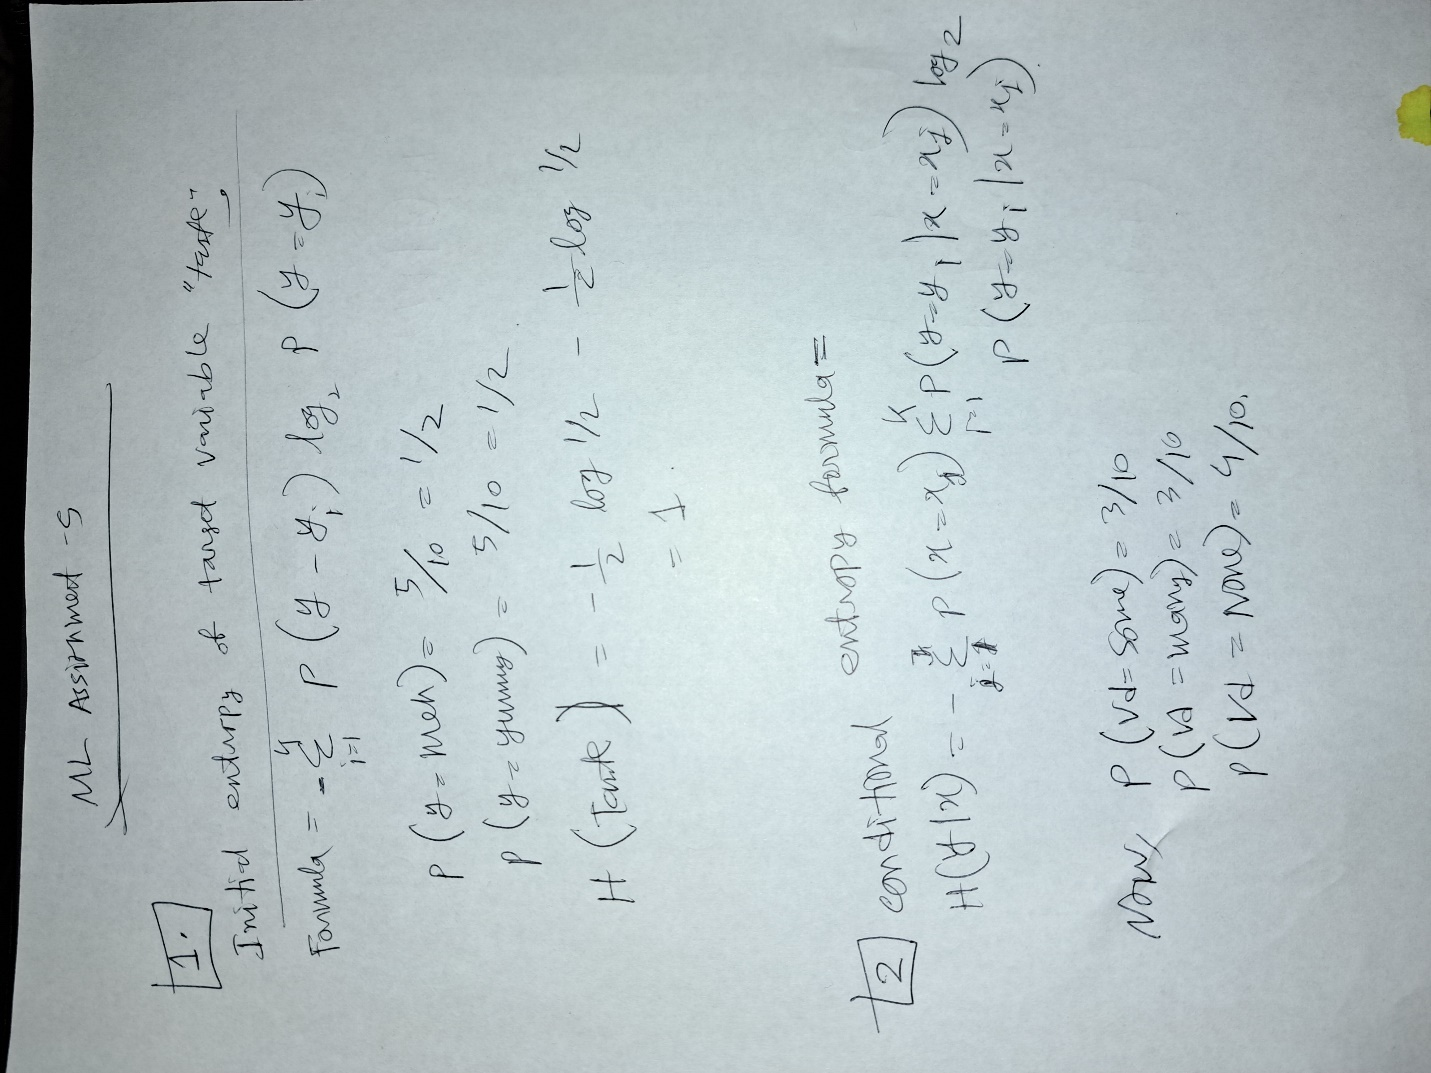 ML Assignment -5
1.
Initial entropy of target variable "taste"
Formula = - Σ P (y - yi) log2 P (y = yi)
i=1
P (y = meh) = 5/10 = 1/2
P (y = yummy) = 5/10 = 1/2.
H (Taste) = - 1/2 log 1/2 - 1/2 log 1/2
= 1.
2 conditional entropy formula =
H(y|x) = - Σ P (x = xj) Σ P(y=yi|x=xj) log2
P(y=yi|x=xj).
Now, P (Vd = some) = 3/10
P (Vd = many) = 3/10
P (Vd = None) = 4/10.